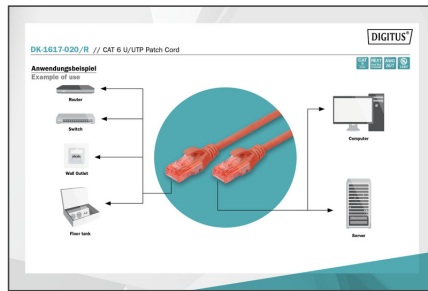 DIGITUS®
DK-1617-020/R // CAT 6 U/UTP Patch Cord
Anwendungsbeispiel
Example of use
Router
Switch
Wall Outlet
Floor tank
Computer
Server